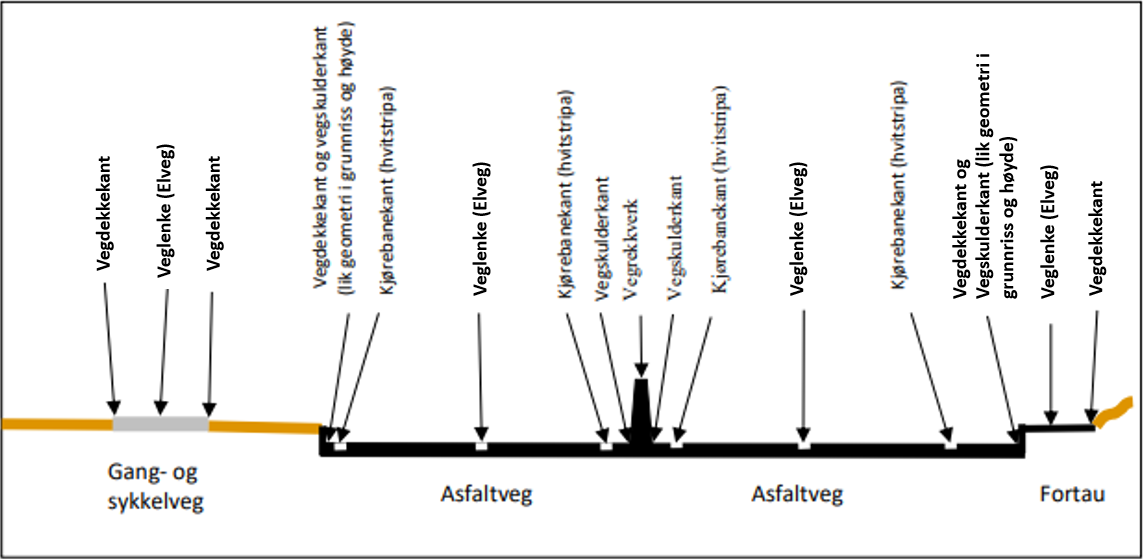 Vegdekkekant
Veglenke (Elveg)
Vegdekkekant
Vegdekkekant og vegskulderkant
(lik geometri i grunnriss og høyde)
Kjørebanekant (hvitstripa)
Veglenke (Elveg)
Kjørebanekant (hvitstripa)
Vegskulderkant
Vegrekkverk
Vegskulderkant
Kjørebanekant (hvitstripa)
Veglenke (Elveg)
Kjørebanekant (hvitstripa)
Vegdekkekant og
Vegskulderkant (lik geometri i
grunnriss og høyde)
Veglenke (Elveg)
Vegdekkekant
Gang- og
sykkelveg
Asfaltveg
Asfaltveg
Fortau